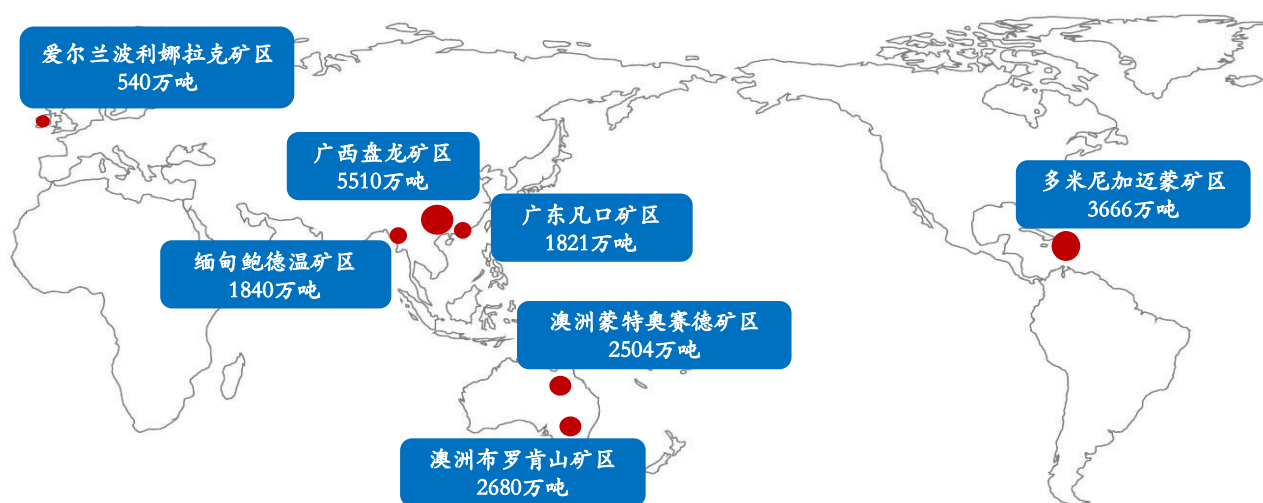 爱尔兰波利娜拉克矿区
540万吨
广西盘龙矿区
5510万吨
广东凡口矿区
1821万吨
多米尼加迈蒙矿区
3666万吨
缅甸鲍德温矿区
1840万吨
澳洲蒙特奥赛德矿区
2504万吨
澳洲布罗肯山矿区
2680万吨